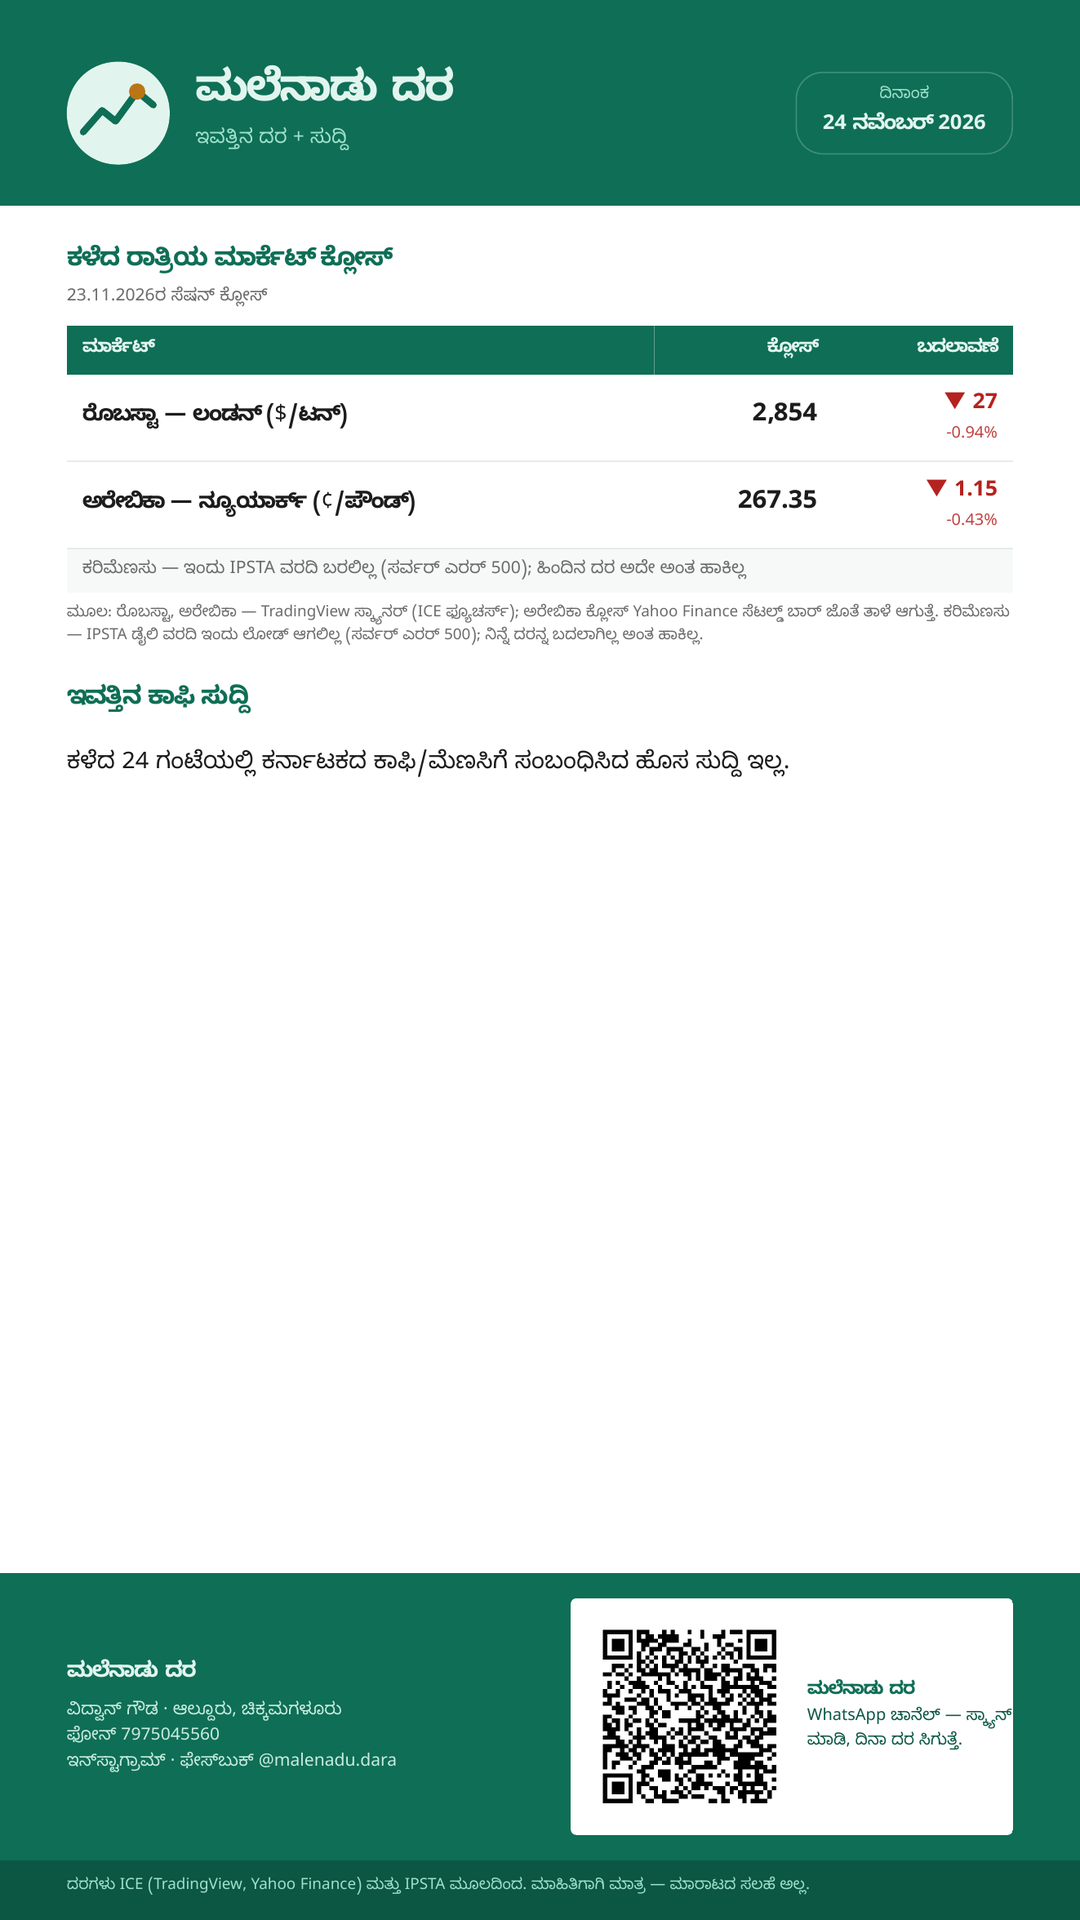 ಮಲೆನಾಡು ದರ
ಇವತ್ತಿನ ದರ + ಸುದ್ದಿ
ದಿನಾಂಕ
24 ನವೆಂಬರ್ 2026
ಕಳೆದ ರಾತ್ರಿಯ ಮಾರ್ಕೆಟ್ ಕ್ಲೋಸ್
23.11.2026ರ ಸೆಷನ್ ಕ್ಲೋಸ್
ಮಾರ್ಕೆಟ್ ಕ್ಲೋಸ್ ಬದಲಾವಣೆ
ರೊಬಸ್ಟಾ — ಲಂಡನ್ ($/ಟನ್) 2,854 ▼ 27
-0.94%
ಅರೇಬಿಕಾ — ನ್ಯೂಯಾರ್ಕ್ (¢/ಪೌಂಡ್) 267.35 ▼ 1.15
-0.43%
ಕರಿಮೆಣಸು — ಇಂದು IPSTA ವರದಿ ಬರಲಿಲ್ಲ (ಸರ್ವರ್ ಎರರ್ 500); ಹಿಂದಿನ ದರ ಅದೇ ಅಂತ ಹಾಕಿಲ್ಲ
ಮೂಲ: ರೊಬಸ್ಟಾ, ಅರೇಬಿಕಾ — TradingView ಸ್ಕ್ಯಾನರ್ (ICE ಫ್ಯೂಚರ್ಸ್); ಅರೇಬಿಕಾ ಕ್ಲೋಸ್ Yahoo Finance ಸೆಟಲ್ಡ್ ಬಾರ್ ಜೊತೆ ತಾಳೆ ಆಗುತ್ತೆ. ಕರಿಮೆಣಸು
— IPSTA ಡೈಲಿ ವರದಿ ಇಂದು ಲೋಡ್ ಆಗಲಿಲ್ಲ (ಸರ್ವರ್ ಎರರ್ 500); ನಿನ್ನೆ ದರನ್ನ ಬದಲಾಗಿಲ್ಲ ಅಂತ ಹಾಕಿಲ್ಲ.
ಇವತ್ತಿನ ಕಾಫಿ ಸುದ್ದಿ
ಕಳೆದ 24 ಗಂಟೆಯಲ್ಲಿ ಕರ್ನಾಟಕದ ಕಾಫಿ/ಮೆಣಸಿಗೆ ಸಂಬಂಧಿಸಿದ ಹೊಸ ಸುದ್ದಿ ಇಲ್ಲ.
ಮಲೆನಾಡು ದರ
ವಿದ್ವಾನ್ ಗೌಡ · ಆಲ್ದೂರು, ಚಿಕ್ಕಮಗಳೂರು
ಫೋನ್ 7975045560
ಇನ್‌ಸ್ಟಾಗ್ರಾಮ್ · ಫೇಸ್‌ಬುಕ್ @malenadu.dara
ಮಲೆನಾಡು ದರ
WhatsApp ಚಾನೆಲ್ — ಸ್ಕ್ಯಾನ್
ಮಾಡಿ, ದಿನಾ ದರ ಸಿಗುತ್ತೆ.
ದರಗಳು ICE (TradingView, Yahoo Finance) ಮತ್ತು IPSTA ಮೂಲದಿಂದ. ಮಾಹಿತಿಗಾಗಿ ಮಾತ್ರ — ಮಾರಾಟದ ಸಲಹೆ ಅಲ್ಲ.